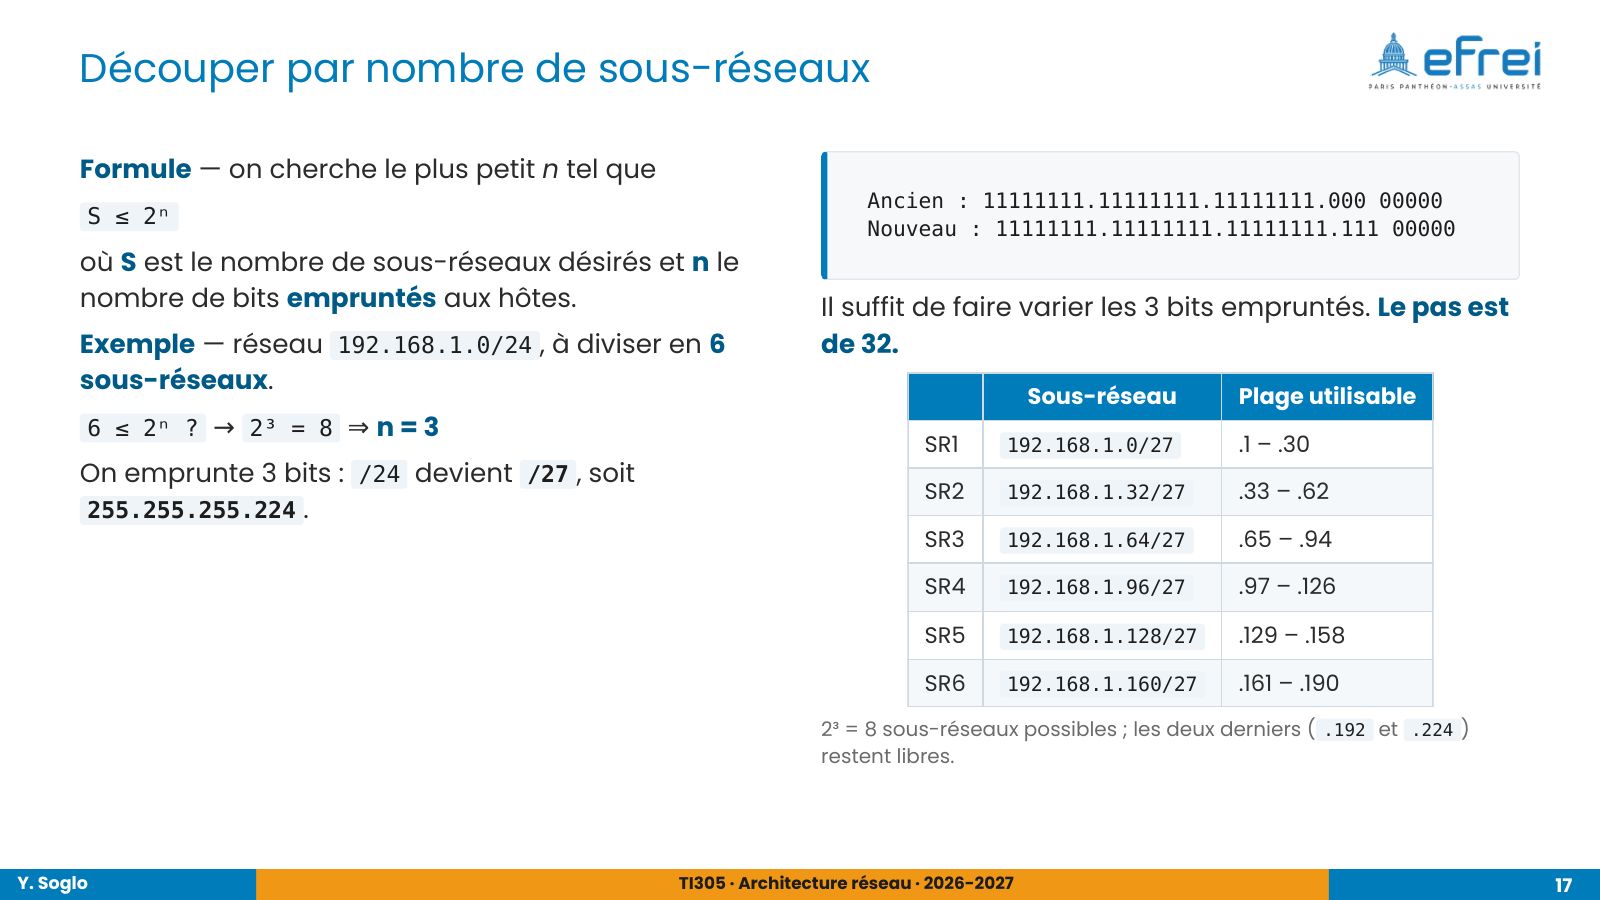 Découper par nombre de sous-réseaux
efrei
PARIS PANTHÉON-ASSAS UNIVERSITÉ
Formule — on cherche le plus petit n tel que
S ≤ 2ⁿ
où S est le nombre de sous-réseaux désirés et n le
nombre de bits empruntés aux hôtes.
Exemple — réseau 192.168.1.0/24, à diviser en 6
sous-réseaux.
6 ≤ 2ⁿ ? → 2³ = 8 ⇒ n = 3
On emprunte 3 bits : /24 devient /27, soit
255.255.255.224.
Ancien : 11111111.11111111.11111111.000 00000
Nouveau : 11111111.11111111.11111111.111 00000
Il suffit de faire varier les 3 bits empruntés. Le pas est
de 32.
Sous-réseau Plage utilisable
SR1 192.168.1.0/27 .1 – .30
SR2 192.168.1.32/27 .33 – .62
SR3 192.168.1.64/27 .65 – .94
SR4 192.168.1.96/27 .97 – .126
SR5 192.168.1.128/27 .129 – .158
SR6 192.168.1.160/27 .161 – .190
2³ = 8 sous-réseaux possibles ; les deux derniers (.192 et .224)
restent libres.
Y. Soglo TI305 · Architecture réseau · 2026-2027 17